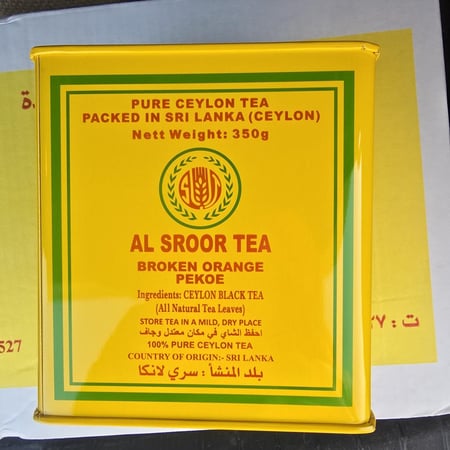 PURE CEYLON TEA
PACKED IN SRI LANKA (CEYLON)
Nett Weight: 350g
AL SROOR TEA
BROKEN ORANGE
PEKOE
Ingredients: CEYLON BLACK TEA
(All Natural Tea Leaves)
STORE TEA IN A MILD, DRY PLACE
احفظ الشاي في مكان معتدل وجاف
100% PURE CEYLON TEA
COUNTRY OF ORIGIN:- SRI LANKA
بلد المنشأ : سري لانكا
527
ت : ٢٧